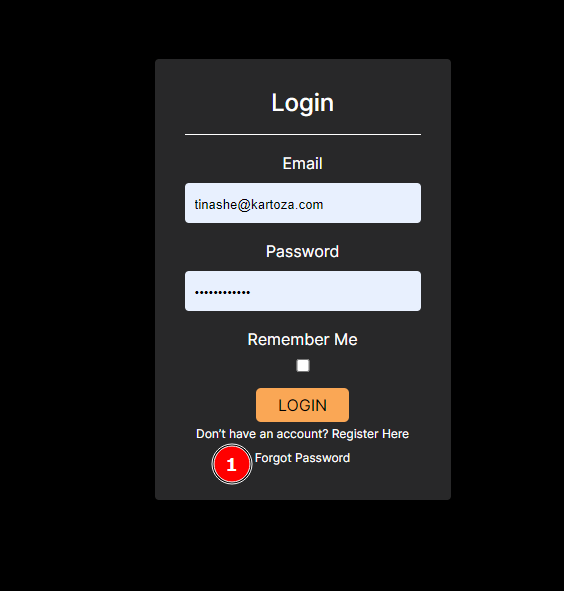 Login
Email
tinashe@kartoza.com
Password
••••••••••••
Remember Me
LOGIN
Don't have an account? Register Here
1 Forgot Password